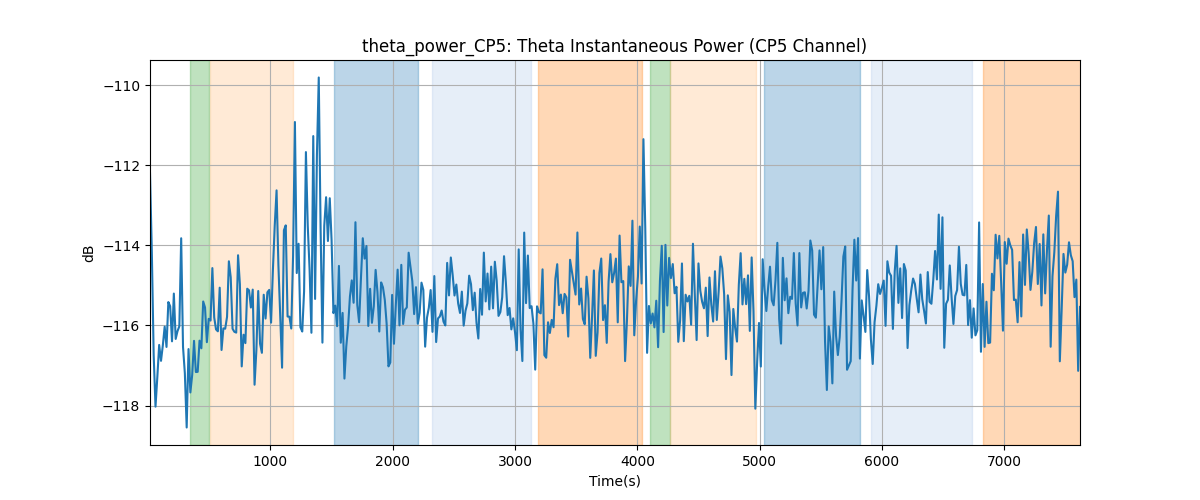 theta_power_CP5: Theta Instantaneous Power (CP5 Channel)
dB
−110
−112
−114
−116
−118
1000 2000 3000 4000 5000 6000 7000
Time(s)